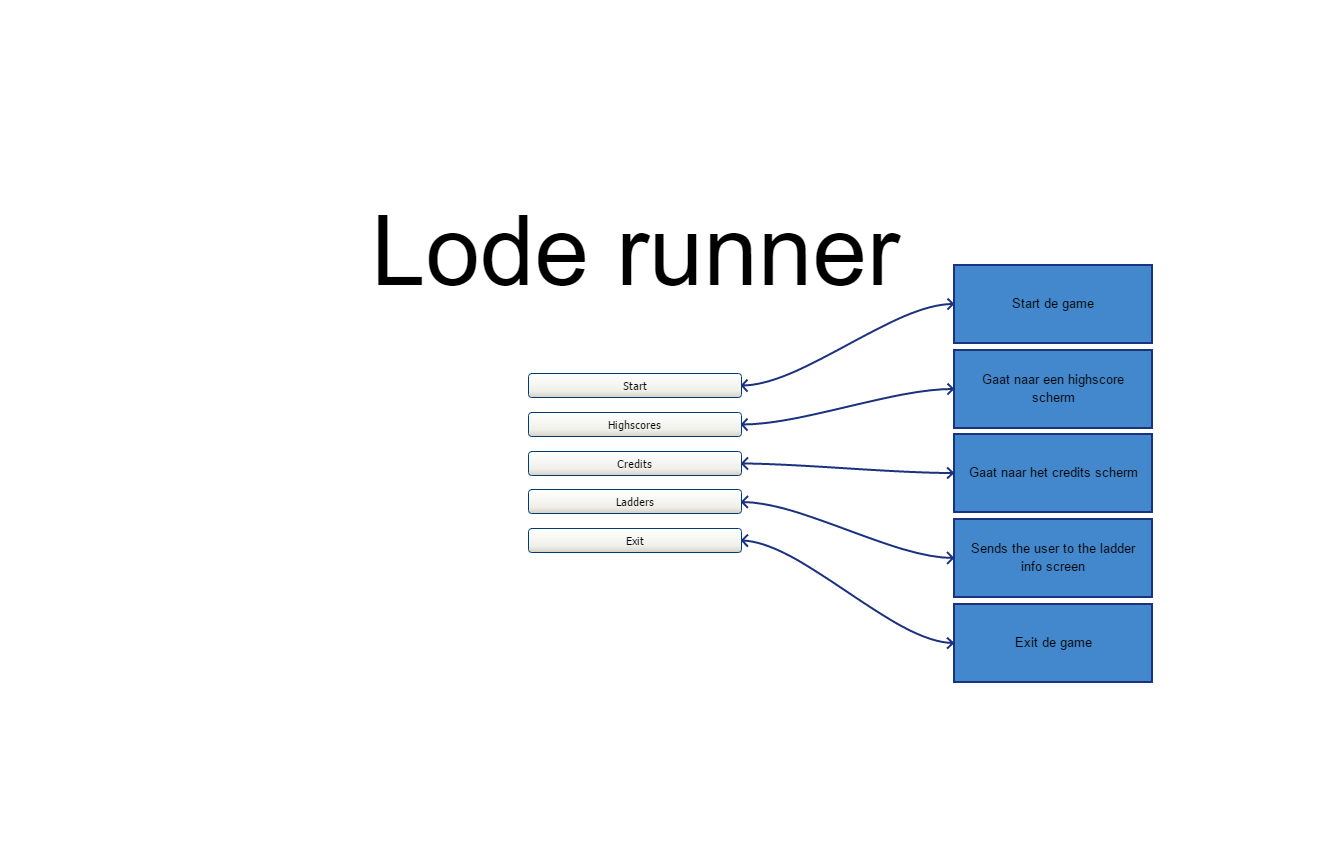 Lode runner
Start
Highscores
Credits
Ladders
Exit
Start de game
Gaat naar een highscore
scherm
Gaat naar het credits scherm
Sends the user to the ladder
info screen
Exit de game